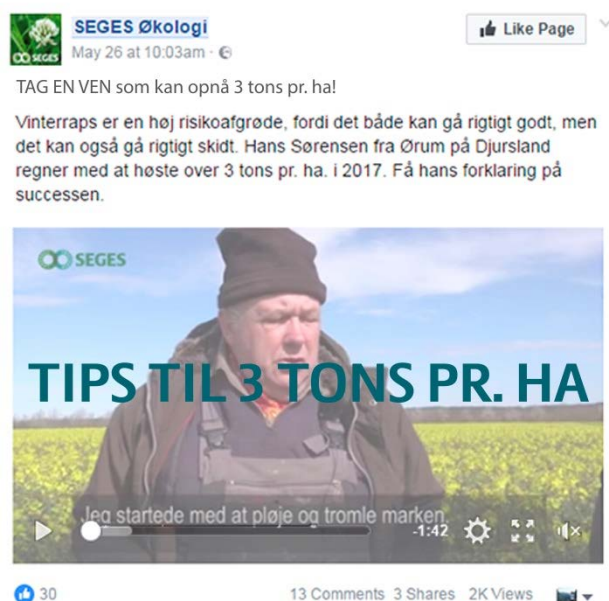 SEGES Økologi
Like Page
SEGES
May 26 at 10:03am
TAG EN VEN som kan opnå 3 tons pr. ha!
Vinterraps er en høj risikoafgrøde, fordi det både kan gå rigtigt godt, men
det kan også gå rigtigt skidt. Hans Sørensen fra Ørum på Djursland
regner med at høste over 3 tons pr. ha. i 2017. Få hans forklaring på
successen.
SEGES
TIPS TIL 3 TONS PR. HA
Jeg startede med at pløje og tromle marken
-1:42
30
13 Comments 3 Shares 2K Views